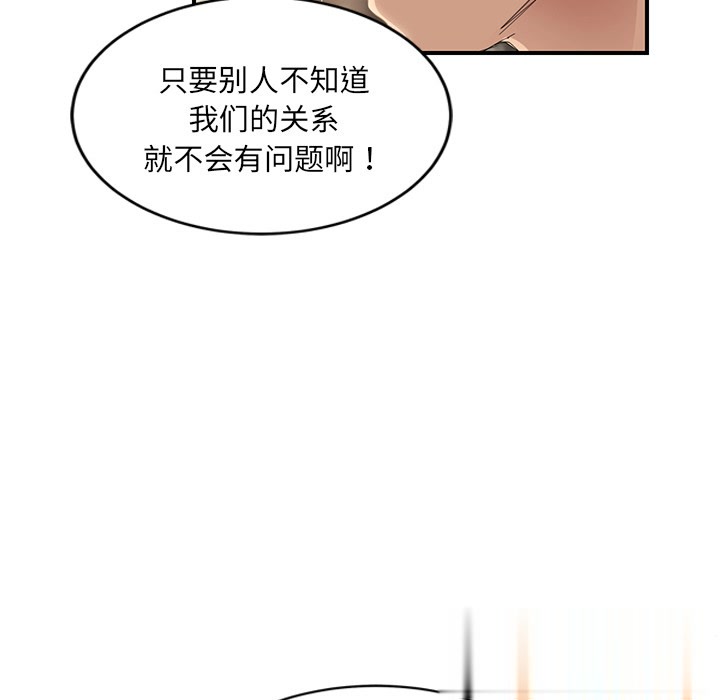 只要别人不知道
我们的关系
就不会有问题啊！